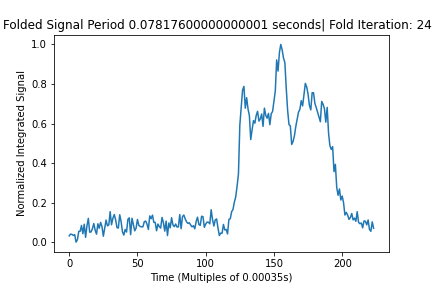 Folded Signal Period 0.07817600000000001 seconds| Fold Iteration: 24
1.0
0.8
0.6
0.4
0.2
0.0
Normalized Integrated Signal
0 50 100 150 200
Time (Multiples of 0.00035s)